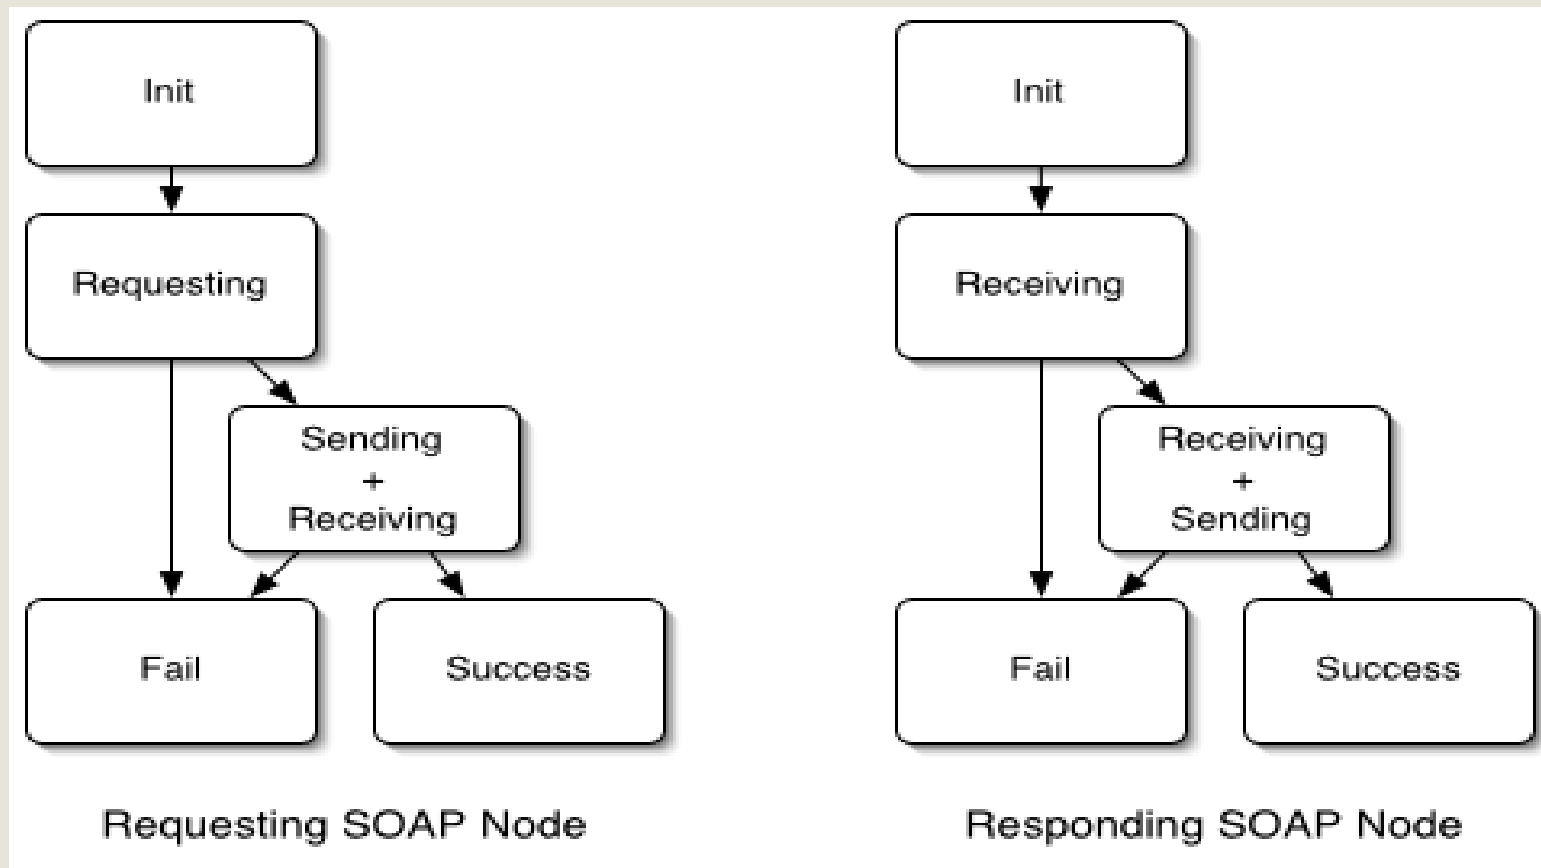 Init
Requesting
Sending
+
Receiving
Fail
Success
Requesting SOAP Node
Init
Receiving
Receiving
+
Sending
Fail
Success
Responding SOAP Node